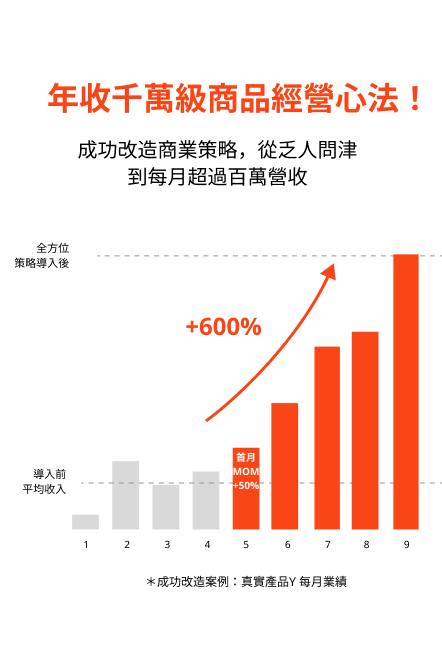 年收千萬級商品經營心法！
成功改造商業策略，從乏人問津
到每月超過百萬營收
全方位
策略導入後
+600%
導入前
平均收入
首月
MOM
+50%
1 2 3 4 5 6 7 8 9
＊成功改造案例：真實產品Y 每月業績